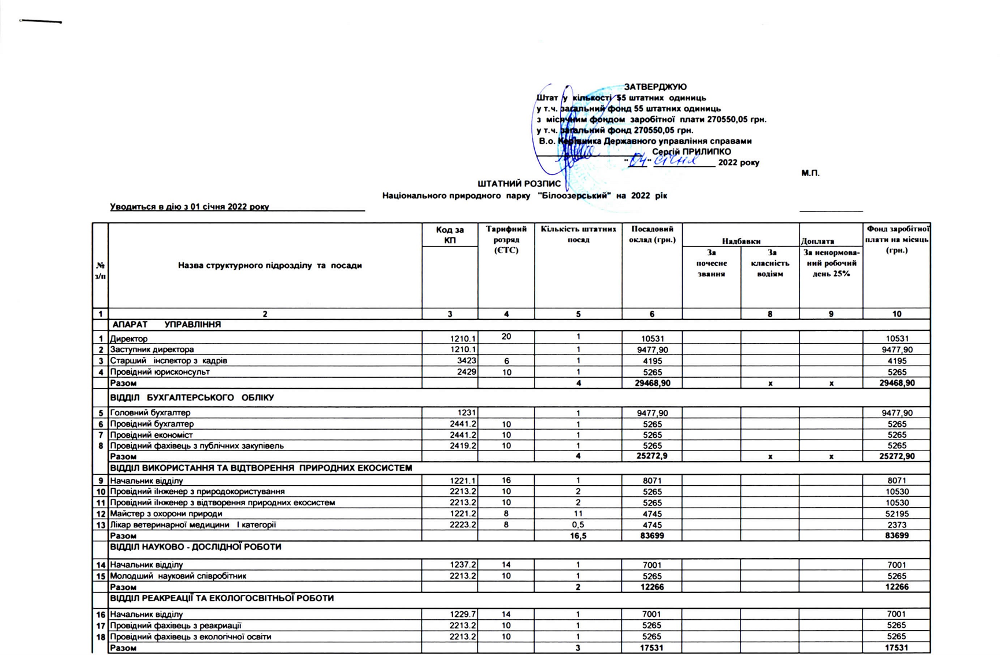 ЗАТВЕРДЖУЮ
Штат у кількості 55 штатних одиниць
у т.ч. загальний фонд 55 штатних одиниць
з місячним фондом заробітної плати 270550,05 грн.
у т.ч. загальний фонд 270550,05 грн.
В.о. Керівника Державного управління справами
Сергій ПРИЛИПКО
"04" січня 2022 року
М.П.
ШТАТНИЙ РОЗПИС
Національного природного парку "Білоозерський" на 2022 рік
Уводиться в дію з 01 січня 2022 року
№ з/п Назва структурного підрозділу та посади Код за КП Тарифний розряд (ЄТС) Кількість штатних посад Посадовий оклад (грн.) Надбавки Доплата Фонд заробітної плати на місяць (грн.)
За почесне звання За класність водіям За ненормова-ний робочий день 25%
1 2 3 4 5 6 8 9 10
АПАРАТ УПРАВЛІННЯ
1 Директор 1210.1 20 1 10531 10531
2 Заступник директора 1210.1 1 9477,90 9477,90
3 Старший інспектор з кадрів 3423 6 1 4195 4195
4 Провідний юрисконсульт 2429 10 1 5265 5265
Разом 4 29468,90 х х 29468,90
ВІДДІЛ БУХГАЛТЕРСЬКОГО ОБЛІКУ
5 Головний бухгалтер 1231 1 9477,90 9477,90
6 Провідний бухгалтер 2441.2 10 1 5265 5265
7 Провідний економіст 2441.2 10 1 5265 5265
8 Провідний фахівець з публічних закупівель 2419.2 10 1 5265 5265
Разом 4 25272,9 х х 25272,90
ВІДДІЛ ВИКОРИСТАННЯ ТА ВІДТВОРЕННЯ ПРИРОДНИХ ЕКОСИСТЕМ
9 Начальник відділу 1221.1 16 1 8071 8071
10 Провідний іІнженер з природокористування 2213.2 10 2 5265 10530
11 Провідний іІнженер з відтворення природних екосистем 2213.2 10 2 5265 10530
12 Майстер з охорони природи 1221.2 8 11 4745 52195
13 Лікар ветеринарної медицини І категорії 2223.2 8 0,5 4745 2373
Разом 16,5 83699 83699
ВІДДІЛ НАУКОВО - ДОСЛІДНОЇ РОБОТИ
14 Начальник відділу 1237.2 14 1 7001 7001
15 Молодший науковий співробітник 2213.2 10 1 5265 5265
Разом 2 12266 12266
ВІДДІЛ РЕАКРЕАЦІЇ ТА ЕКОЛОГОСВІТНЬОЇ РОБОТИ
16 Начальник відділу 1229.7 14 1 7001 7001
17 Провідний фахівець з реакриації 2213.2 10 1 5265 5265
18 Провідний фахівець з екологічної освіти 2213.2 10 1 5265 5265
Разом 3 17531 17531